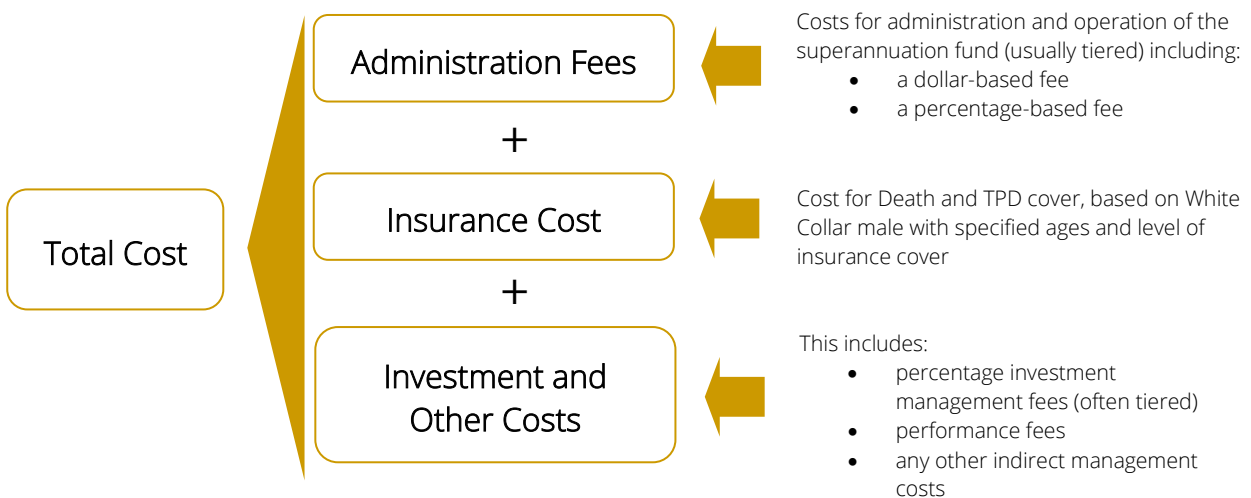 Total Cost
Administration Fees
+
Insurance Cost
+
Investment and
Other Costs
Costs for administration and operation of the
superannuation fund (usually tiered) including:
• a dollar-based fee
• a percentage-based fee
Cost for Death and TPD cover, based on White
Collar male with specified ages and level of
insurance cover
This includes:
• percentage investment
management fees (often tiered)
• performance fees
• any other indirect management
costs